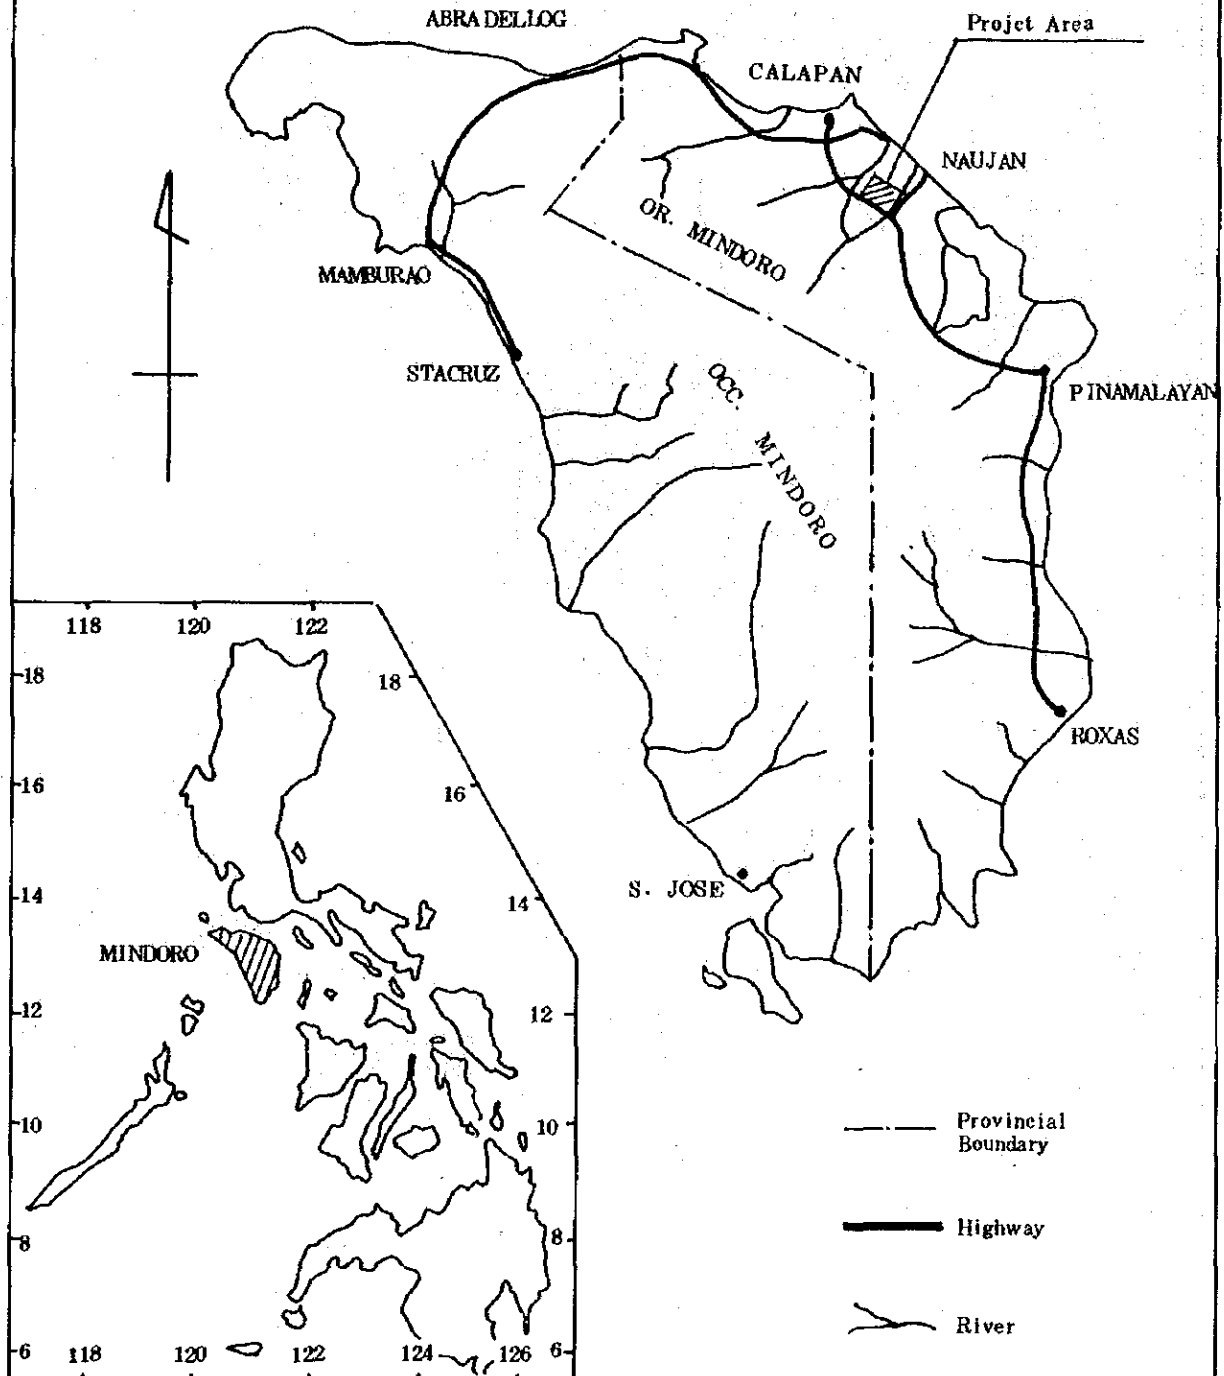 ABRA DELLOG
Projct Area
CALAPAN
NAUJAN
OR. MINDORO
MAMBURAO
STACRUZ
OCC. MINDORO
PINAMALAYAN
ROXAS
S. JOSE
118 120 122
18 18
16 16
14 14
MINDORO
12 12
10 10
8 8
6 118 120 122 124 126 6
Provincial
Boundary
Highway
River